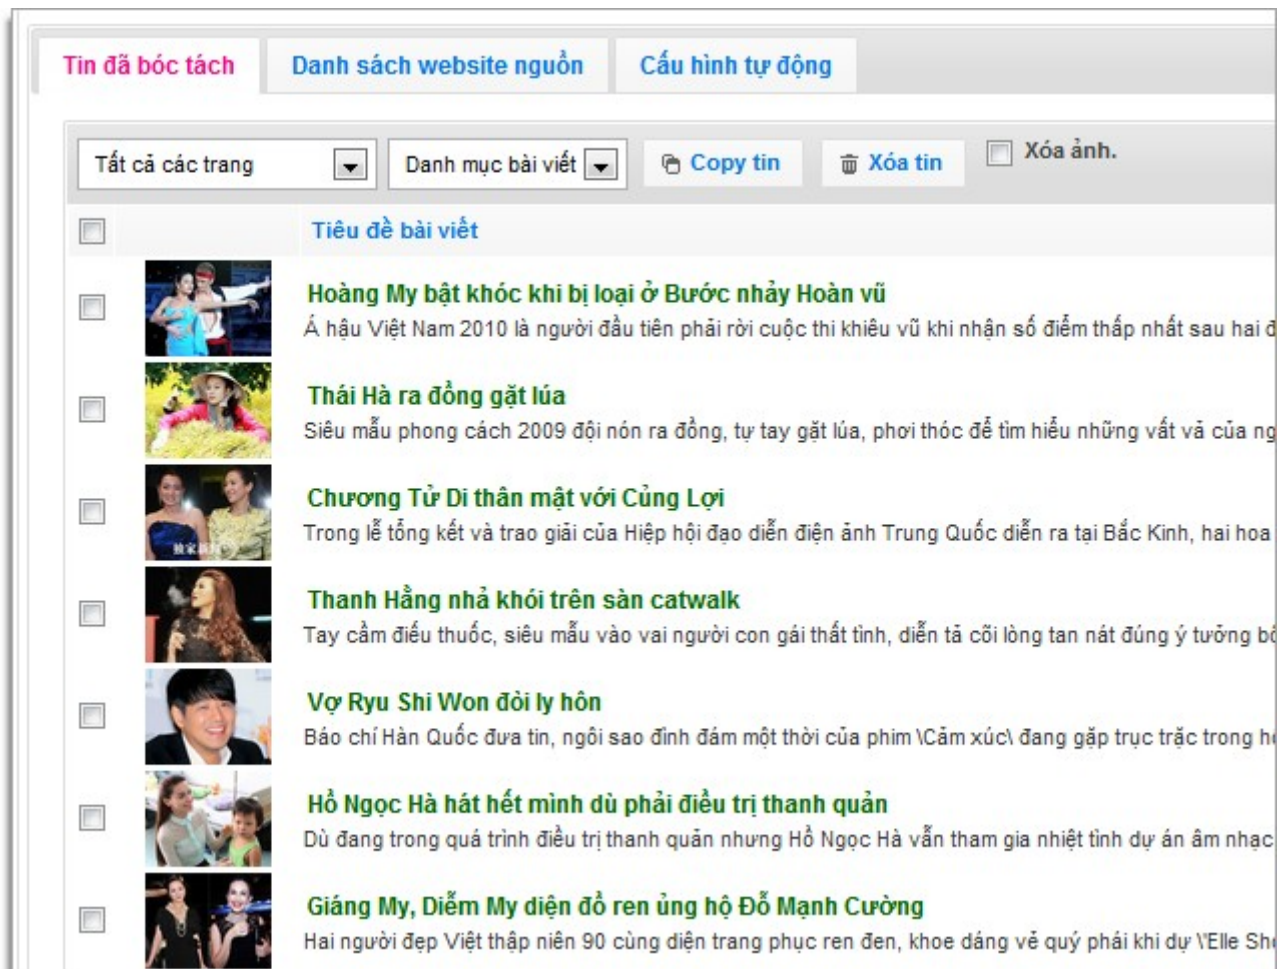 Tin đã bóc tách Danh sách website nguồn Cấu hình tự động
Tất cả các trang Danh mục bài viết Copy tin Xóa tin Xóa ảnh.
Tiêu đề bài viết
Hoàng My bật khóc khi bị loại ở Bước nhảy Hoàn vũ
Á hậu Việt Nam 2010 là người đầu tiên phải rời cuộc thi khiêu vũ khi nhận số điểm thấp nhất sau hai
Thái Hà ra đồng gặt lúa
Siêu mẫu phong cách 2009 đội nón ra đồng, tự tay gặt lúa, phơi thóc để tìm hiểu những vất vả của
Chương Tử Di thân mật với Củng Lợi
Trong lễ tổng kết và trao giải của Hiệp hội đạo diễn điện ảnh Trung Quốc diễn ra tại Bắc Kinh, hai hoa
Thanh Hằng nhả khói trên sàn catwalk
Tay cầm điếu thuốc, siêu mẫu vào vai người con gái thất tình, diễn tả cõi lòng tan nát đúng ý tưởng
Vợ Ryu Shi Won đòi ly hôn
Báo chí Hàn Quốc đưa tin, ngôi sao đình đám một thời của phim \Cảm xúc\ đang gặp trục trặc trong
Hồ Ngọc Hà hát hết mình dù phải điều trị thanh quản
Dù đang trong quá trình điều trị thanh quản nhưng Hồ Ngọc Hà vẫn tham gia nhiệt tình dự án âm nhạc
Giáng My, Diễm My diện đồ ren ủng hộ Đỗ Mạnh Cường
Hai người đẹp Việt thập niên 90 cùng diện trang phục ren đen, khoe dáng vẻ quý phái khi dự \'Elle